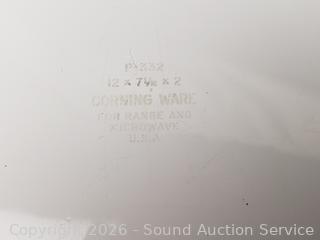 P-332
12 x 7½ x 2
CORNING WARE
FOR RANGE AND
MICROWAVE
U.S.A
Copyright 2026 - Sound Auction Service